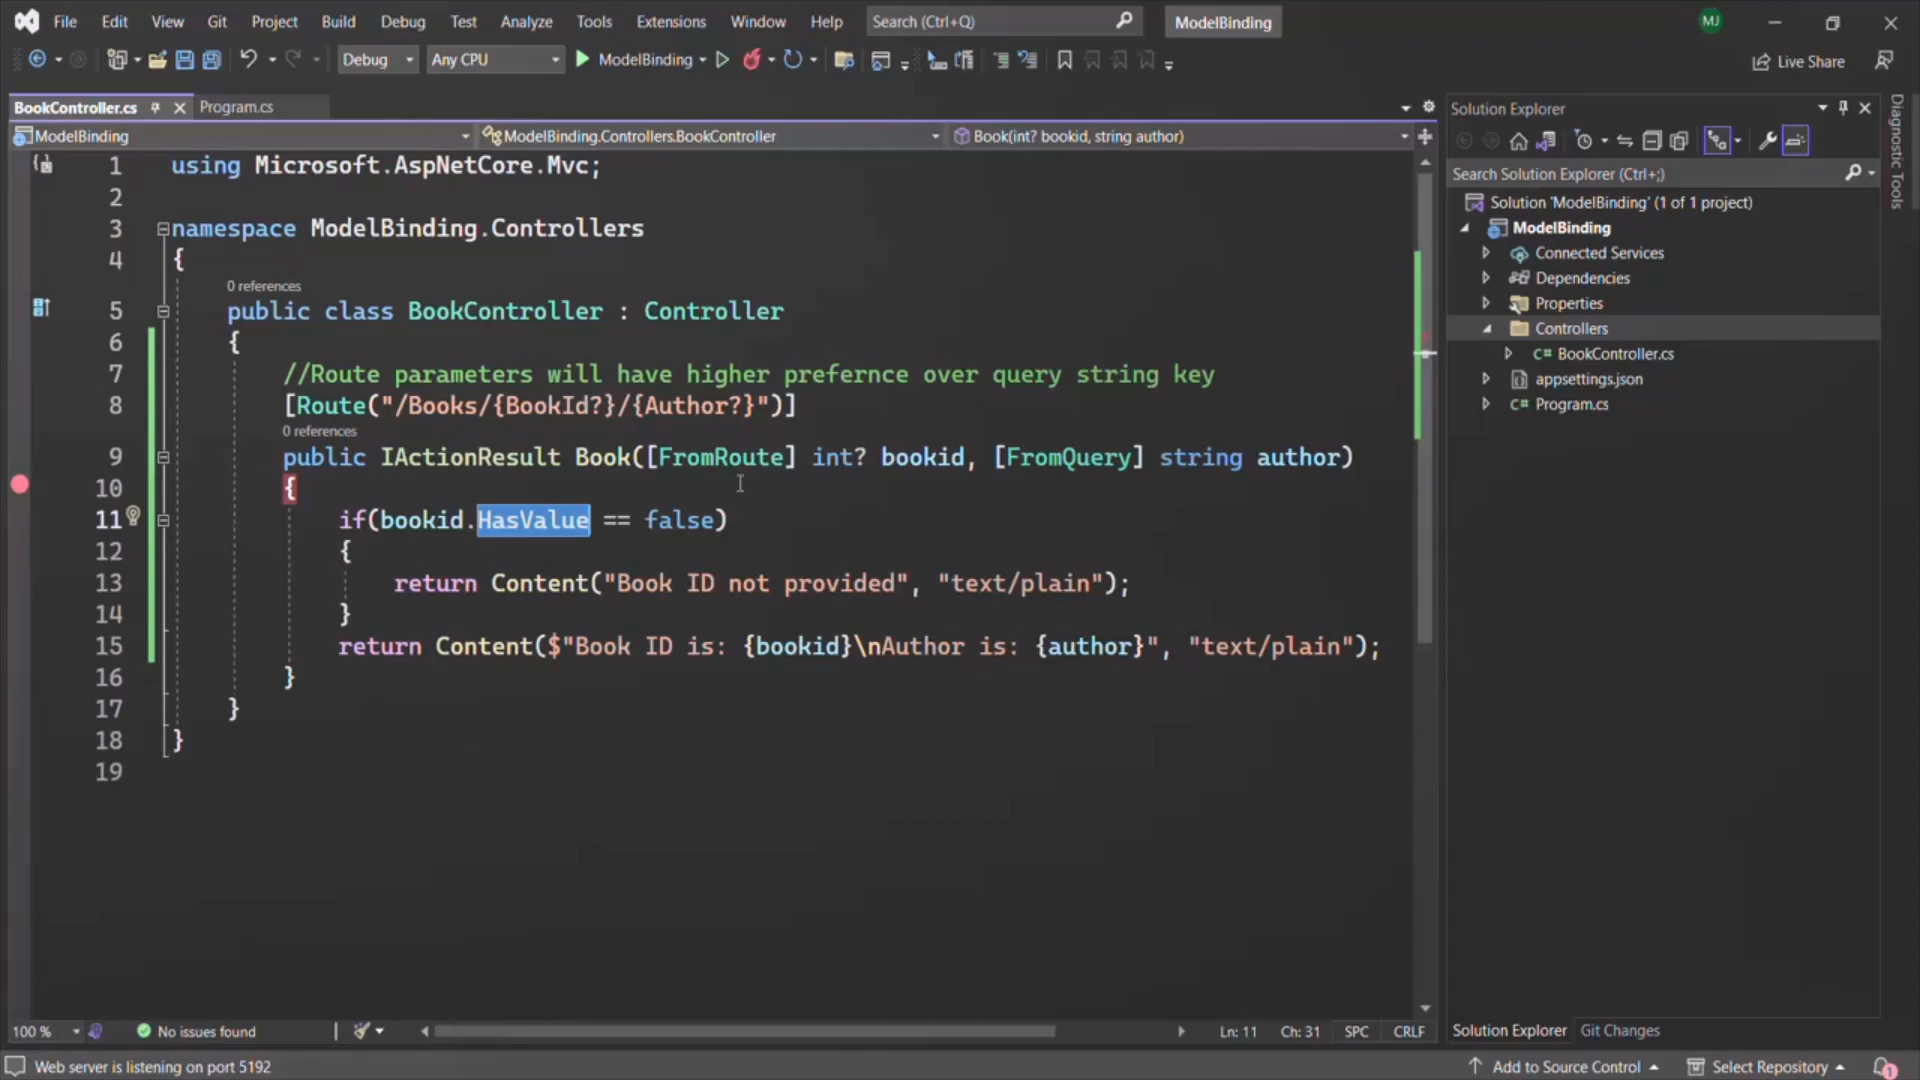 File Edit View Git Project Build Debug Test Analyze Tools Extensions Window Help Search (Ctrl+Q) ModelBinding MJ
Debug Any CPU ModelBinding Live Share
BookController.cs Program.cs
ModelBinding ModelBinding.Controllers.BookController Book(int? bookid, string author)
1 using Microsoft.AspNetCore.Mvc;
2
3 namespace ModelBinding.Controllers
4 {
0 references
5 public class BookController : Controller
6 {
7 //Route parameters will have higher prefernce over query string key
8 [Route("/Books/{BookId?}/{Author?}")]
0 references
9 public IActionResult Book([FromRoute] int? bookid, [FromQuery] string author)
10 {
11 if(bookid.HasValue == false)
12 {
13 return Content("Book ID not provided", "text/plain");
14 }
15 return Content($"Book ID is: {bookid}\nAuthor is: {author}", "text/plain");
16 }
17 }
18 }
19
100 % No issues found Ln: 11 Ch: 31 SPC CRLF
Solution Explorer
Search Solution Explorer (Ctrl+;)
Solution 'ModelBinding' (1 of 1 project)
ModelBinding
Connected Services
Dependencies
Properties
Controllers
C# BookController.cs
appsettings.json
C# Program.cs
Solution Explorer Git Changes
Diagnostic Tools
Web server is listening on port 5192 Add to Source Control Select Repository 1